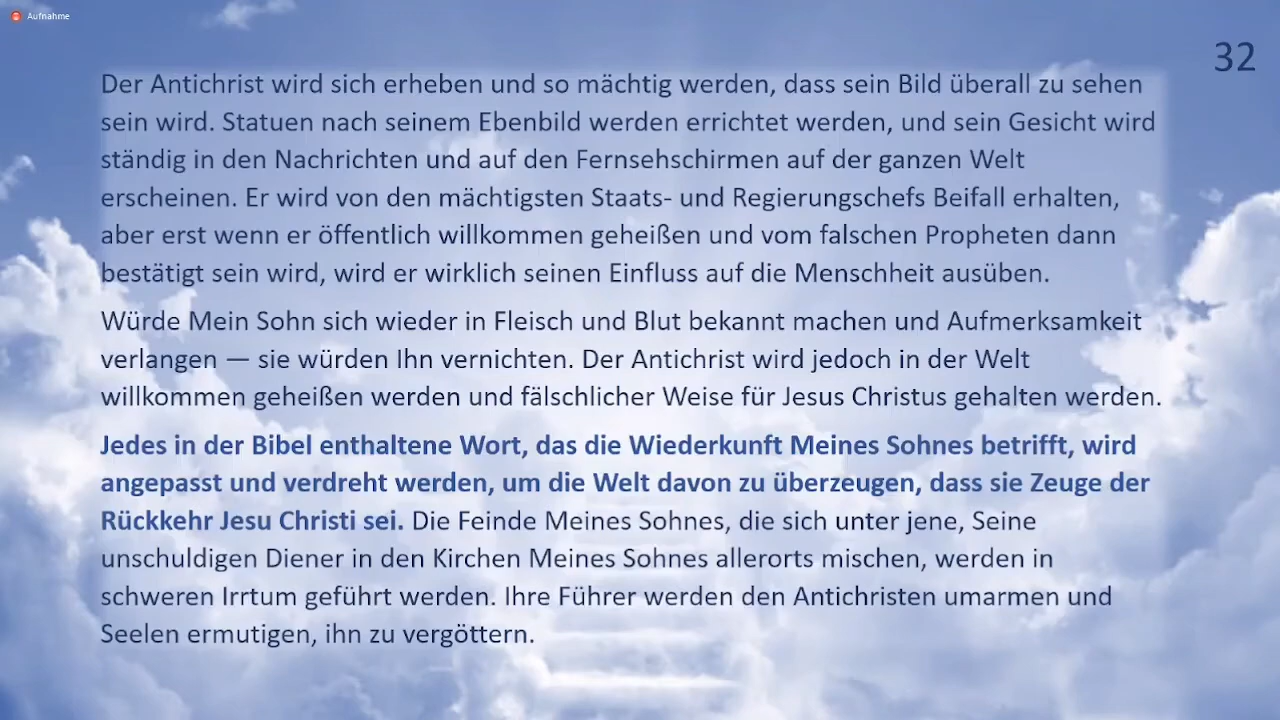 Aufnahme
32
Der Antichrist wird sich erheben und so mächtig werden, dass sein Bild überall zu sehen
sein wird. Statuen nach seinem Ebenbild werden errichtet werden, und sein Gesicht wird
ständig in den Nachrichten und auf den Fernsehschirmen auf der ganzen Welt
erscheinen. Er wird von den mächtigsten Staats- und Regierungschefs Beifall erhalten,
aber erst wenn er öffentlich willkommen geheißen und vom falschen Propheten dann
bestätigt sein wird, wird er wirklich seinen Einfluss auf die Menschheit ausüben.
Würde Mein Sohn sich wieder in Fleisch und Blut bekannt machen und Aufmerksamkeit
verlangen — sie würden Ihn vernichten. Der Antichrist wird jedoch in der Welt
willkommen geheißen werden und fälschlicher Weise für Jesus Christus gehalten werden.
Jedes in der Bibel enthaltene Wort, das die Wiederkunft Meines Sohnes betrifft, wird
angepasst und verdreht werden, um die Welt davon zu überzeugen, dass sie Zeuge der
Rückkehr Jesu Christi sei. Die Feinde Meines Sohnes, die sich unter jene, Seine
unschuldigen Diener in den Kirchen Meines Sohnes allerorts mischen, werden in
schweren Irrtum geführt werden. Ihre Führer werden den Antichristen umarmen und
Seelen ermutigen, ihn zu vergöttern.